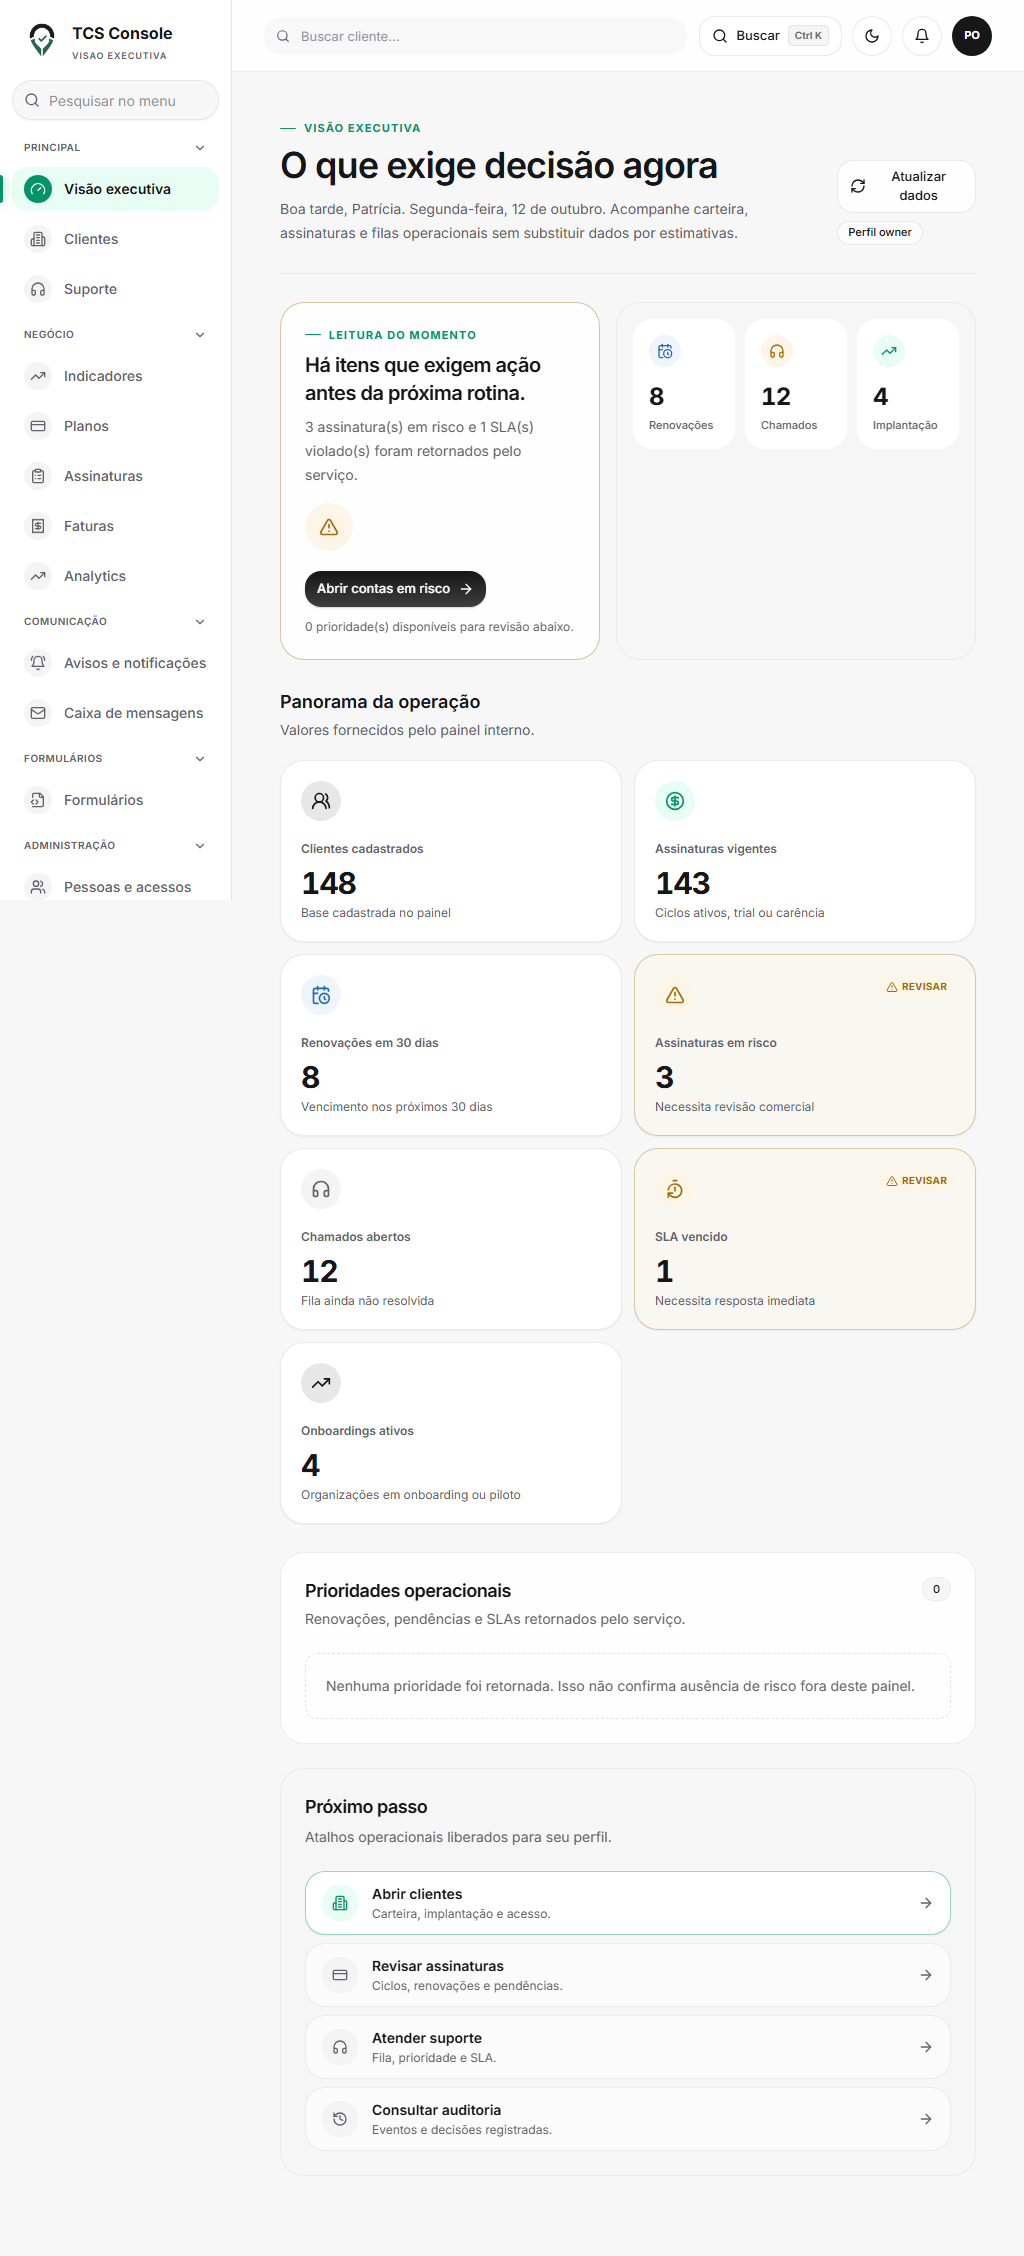 TCS Console
VISAO EXECUTIVA
Pesquisar no menu
PRINCIPAL
Visão executiva
Clientes
Suporte
NEGÓCIO
Indicadores
Planos
Assinaturas
Faturas
Analytics
COMUNICAÇÃO
Avisos e notificações
Caixa de mensagens
FORMULÁRIOS
Formulários
ADMINISTRAÇÃO
Pessoas e acessos
Buscar cliente...
Buscar Ctrl K
PO
VISÃO EXECUTIVA
O que exige decisão agora
Boa tarde, Patrícia. Segunda-feira, 12 de outubro. Acompanhe carteira,
assinaturas e filas operacionais sem substituir dados por estimativas.
Atualizar
dados
Perfil owner
LEITURA DO MOMENTO
Há itens que exigem ação
antes da próxima rotina.
3 assinatura(s) em risco e 1 SLA(s)
violado(s) foram retornados pelo
serviço.
Abrir contas em risco
0 prioridade(s) disponíveis para revisão abaixo.
8
Renovações
12
Chamados
4
Implantação
Panorama da operação
Valores fornecidos pelo painel interno.
Clientes cadastrados
148
Base cadastrada no painel
Assinaturas vigentes
143
Ciclos ativos, trial ou carência
Renovações em 30 dias
8
Vencimento nos próximos 30 dias
REVISAR
Assinaturas em risco
3
Necessita revisão comercial
Chamados abertos
12
Fila ainda não resolvida
REVISAR
SLA vencido
1
Necessita resposta imediata
Onboardings ativos
4
Organizações em onboarding ou piloto
Prioridades operacionais
0
Renovações, pendências e SLAs retornados pelo serviço.
Nenhuma prioridade foi retornada. Isso não confirma ausência de risco fora deste painel.
Próximo passo
Atalhos operacionais liberados para seu perfil.
Abrir clientes
Carteira, implantação e acesso.
Revisar assinaturas
Ciclos, renovações e pendências.
Atender suporte
Fila, prioridade e SLA.
Consultar auditoria
Eventos e decisões registradas.